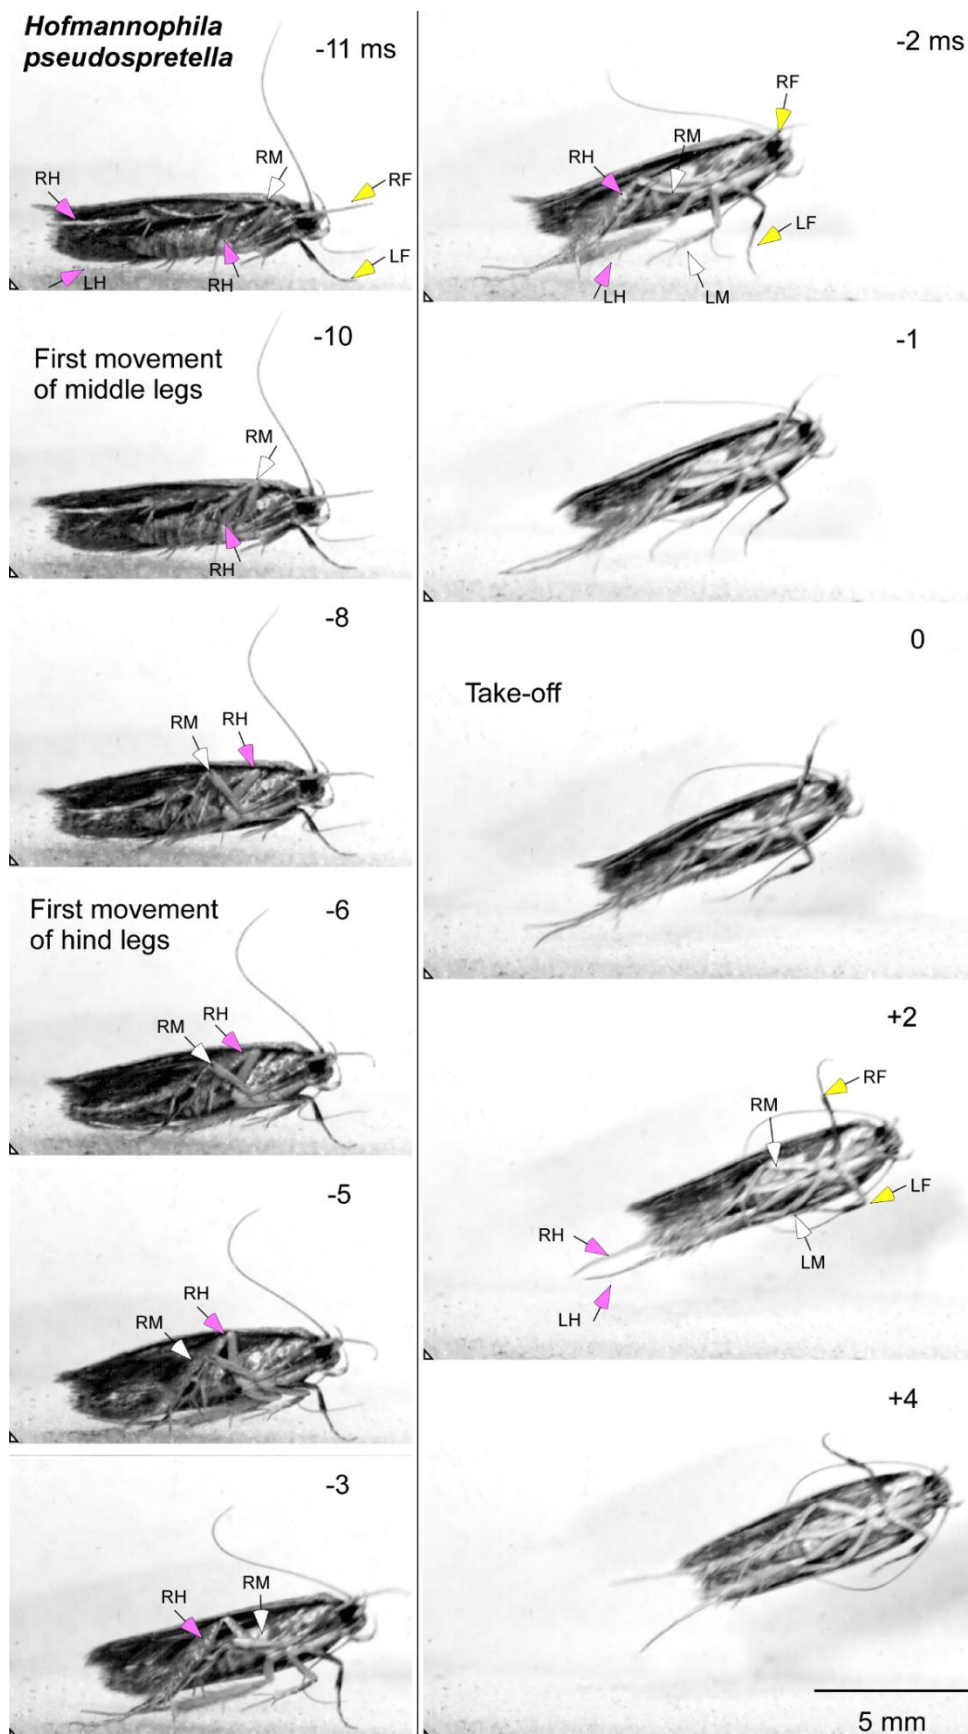 Hofmannophila
pseudospretella
-11 ms
RM
RH
RF
LF
LH
RH
-10
First movement
of middle legs
RM
RH
-8
RM
RH
First movement
of hind legs
-6
RH
RM
-5
RH
RM
-3
RM
RH
-2 ms
RF
RM
RH
LF
LH
LM
-1
0
Take-off
+2
RF
RM
LF
RH
LM
LH
+4
5 mm